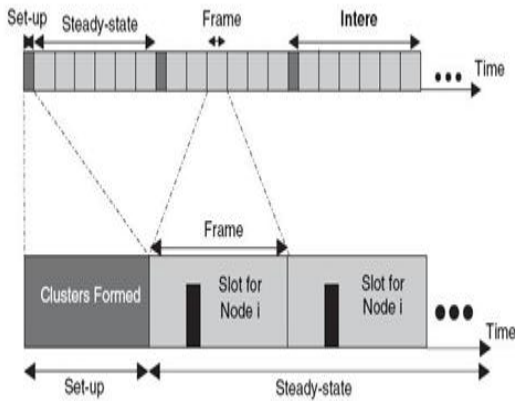 Set-up
Steady-state
Frame
Intere
Time
Frame
Clusters Formed
Slot for
Node i
Slot for
Node i
Time
Set-up
Steady-state